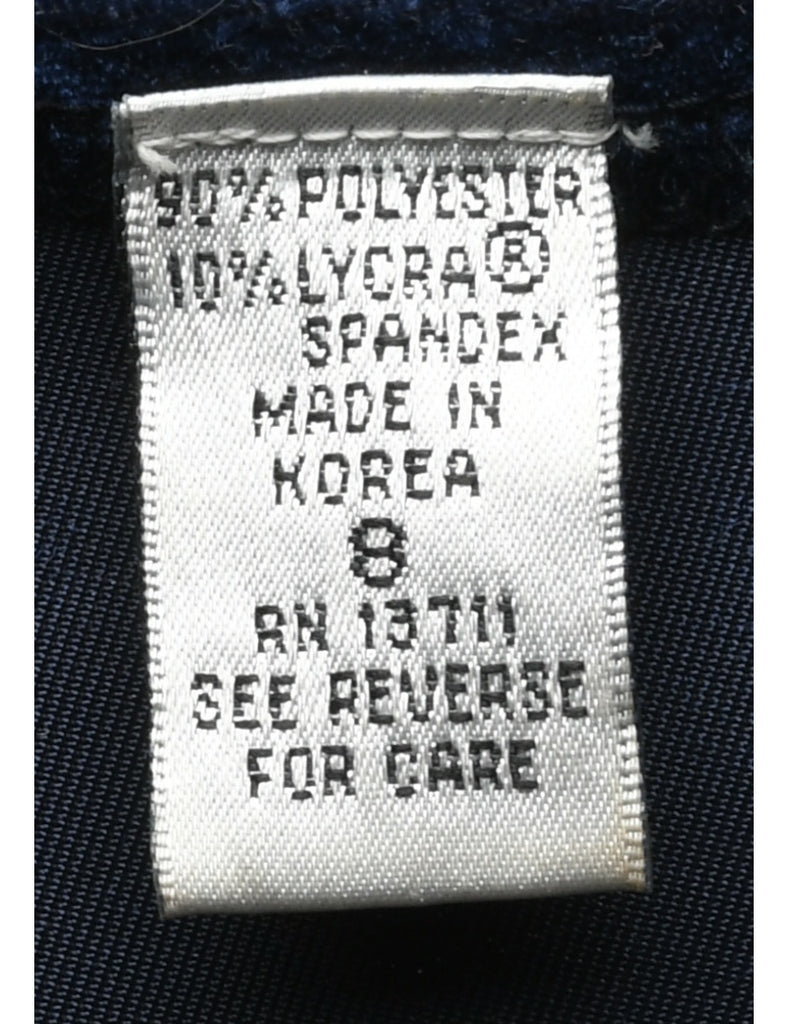 90% POLYESTER
10% LYCRA®
SPANDEX
MADE IN
KOREA
8
RN 13711
SEE REVERSE
FOR CARE